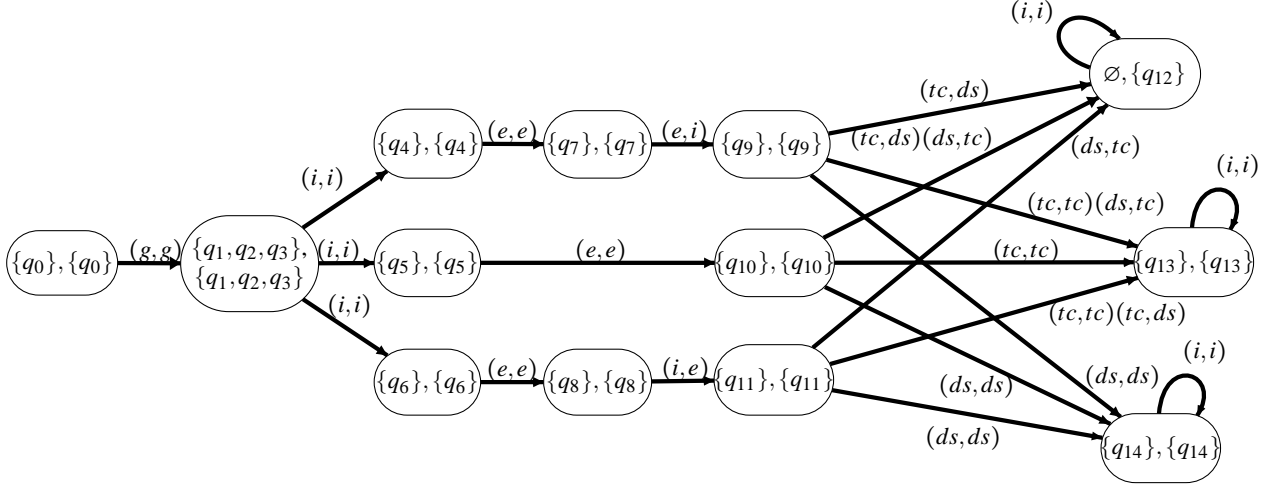 (i,i)
∅,{q₁₂}
(tc,ds)
{q₄},{q₄} (e,e) {q₇},{q₇} (e,i) {q₉},{q₉} (tc,ds)(ds,tc) (ds,tc)
(i,i) (i,i)
(tc,tc)(ds,tc)
{q₀},{q₀} (g,g) {q₁,q₂,q₃}, (i,i) {q₅},{q₅} (e,e) {q₁₀},{q₁₀} (tc,tc) {q₁₃},{q₁₃}
{q₁,q₂,q₃}
(i,i) (tc,tc)(tc,ds)
(i,i)
{q₆},{q₆} (e,e) {q₈},{q₈} (i,e) {q₁₁},{q₁₁} (ds,ds) (ds,ds)
(ds,ds) {q₁₄},{q₁₄}